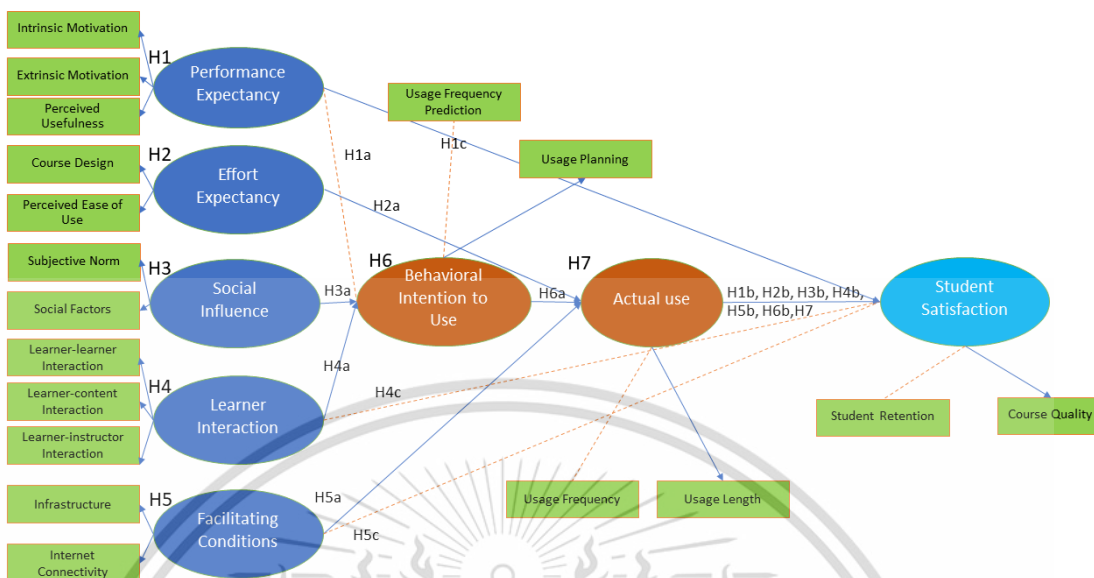 Intrinsic Motivation
Extrinsic Motivation
Perceived
Usefulness
H1
Performance
Expectancy
Course Design
Perceived Ease of
Use
H2
Effort
Expectancy
Subjective Norm
Social Factors
H3
Social
Influence
Learner-learner
Interaction
Learner-content
Interaction
Learner-instructor
Interaction
H4
Learner
Interaction
Infrastructure
Internet
Connectivity
H5
Facilitating
Conditions
H1a
H2a
H3a
H4a
H4c
H5a
H5c
Usage Frequency
Prediction
H1c
Usage Planning
H6
Behavioral
Intention to
Use
H6a
H7
Actual use
H1b, H2b, H3b, H4b,
H5b, H6b,H7
Student
Satisfaction
Usage Frequency
Usage Length
Student Retention
Course Quality